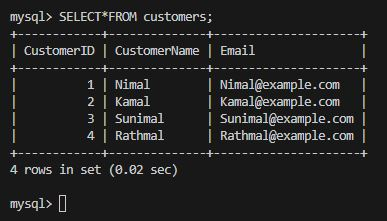 mysql> SELECT*FROM customers;
+------------+--------------+---------------------+
| CustomerID | CustomerName | Email               |
+------------+--------------+---------------------+
|          1 | Nimal        | Nimal@example.com   |
|          2 | Kamal        | Kamal@example.com   |
|          3 | Sunimal      | Sunimal@example.com |
|          4 | Rathmal      | Rathmal@example.com |
+------------+--------------+---------------------+
4 rows in set (0.02 sec)
mysql>